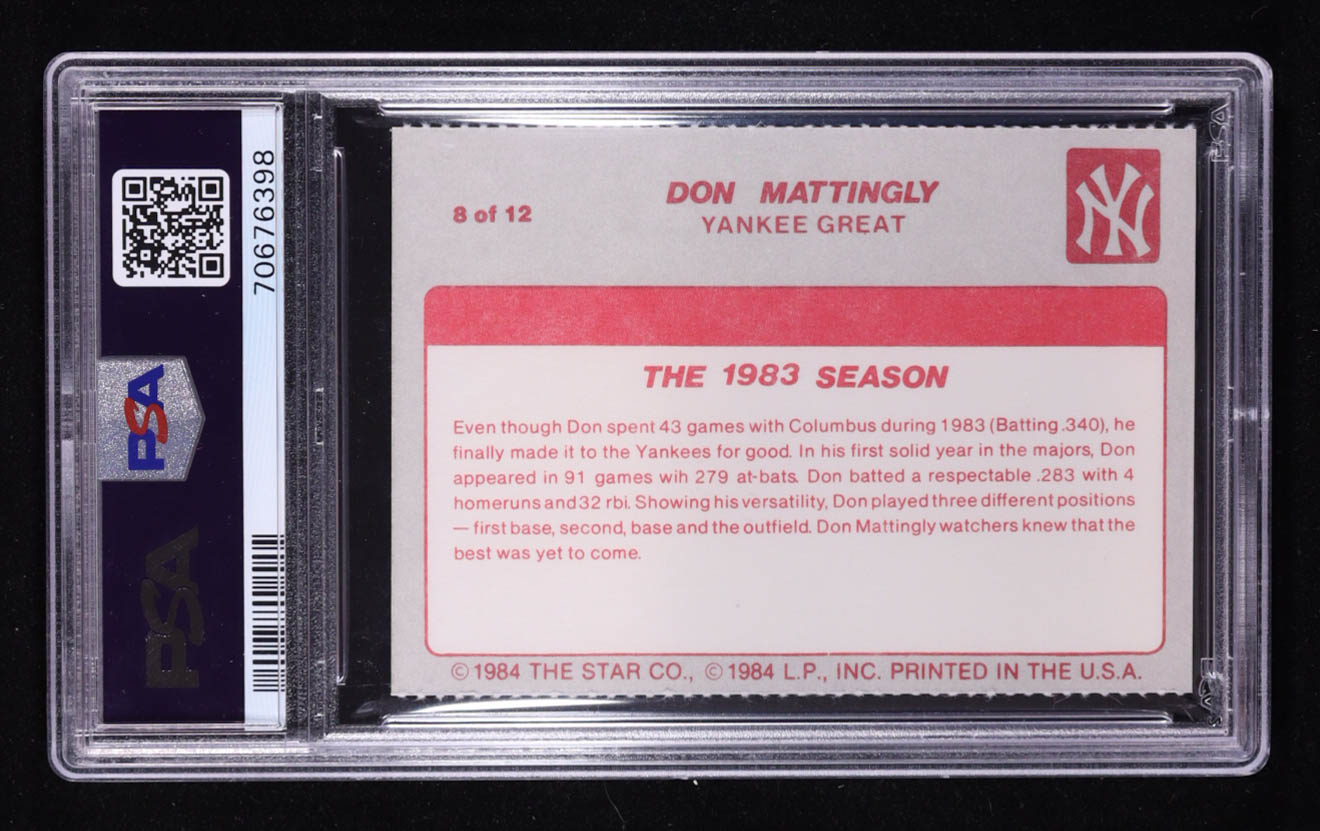 8 of 12
DON MATTINGLY
YANKEE GREAT
NY
THE 1983 SEASON
Even though Don spent 43 games with Columbus during 1983 (Batting .340), he
finally made it to the Yankees for good. In his first solid year in the majors, Don
appeared in 91 games wih 279 at-bats. Don batted a respectable .283 with 4
homeruns and 32 rbi. Showing his versatility, Don played three different positions
— first base, second, base and the outfield. Don Mattingly watchers knew that the
best was yet to come.
© 1984 THE STAR CO., © 1984 L.P., INC. PRINTED IN THE U.S.A.
70676398
PSA
PSA
PSA
PSA